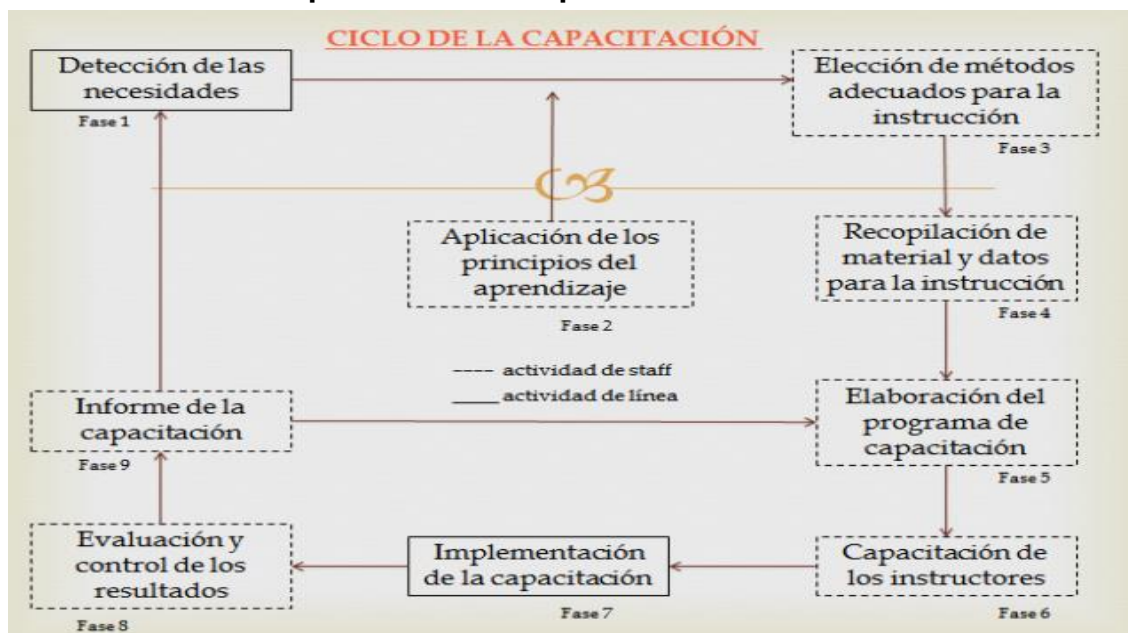 CICLO DE LA CAPACITACIÓN
Detección de las
necesidades
Fase 1
Elección de métodos
adecuados para la
instrucción
Fase 3
Aplicación de los
principios del
aprendizaje
Fase 2
Recopilación de
material y datos
para la instrucción
Fase 4
---- actividad de staff
____ actividad de línea
Informe de la
capacitación
Fase 9
Elaboración del
programa de
capacitación
Fase 5
Evaluación y
control de los
resultados
Fase 8
Implementación
de la capacitación
Fase 7
Capacitación de
los instructores
Fase 6